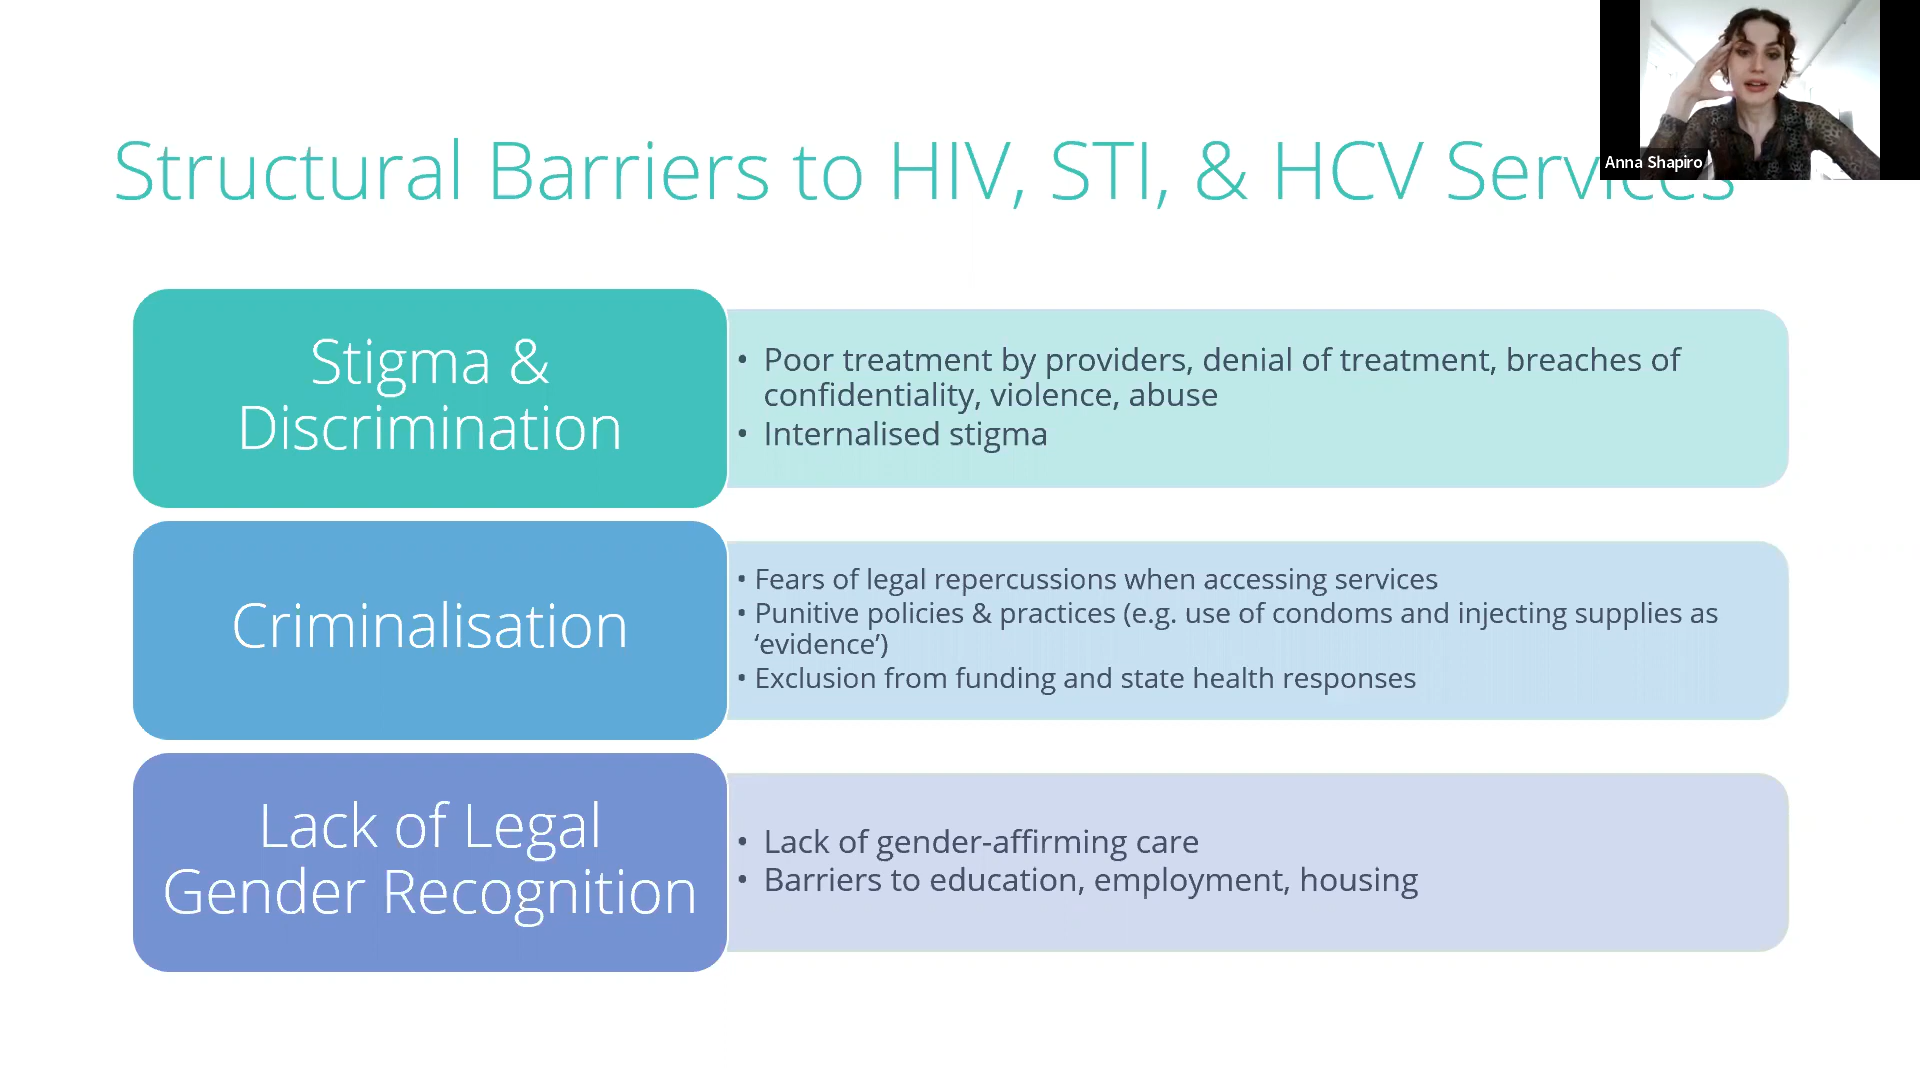 Structural Barriers to HIV, STI, & HCV Services
Anna Shapiro
Stigma &
Discrimination
• Poor treatment by providers, denial of treatment, breaches of
confidentiality, violence, abuse
• Internalised stigma
Criminalisation
• Fears of legal repercussions when accessing services
• Punitive policies & practices (e.g. use of condoms and injecting supplies as
‘evidence’)
• Exclusion from funding and state health responses
Lack of Legal
Gender Recognition
• Lack of gender-affirming care
• Barriers to education, employment, housing